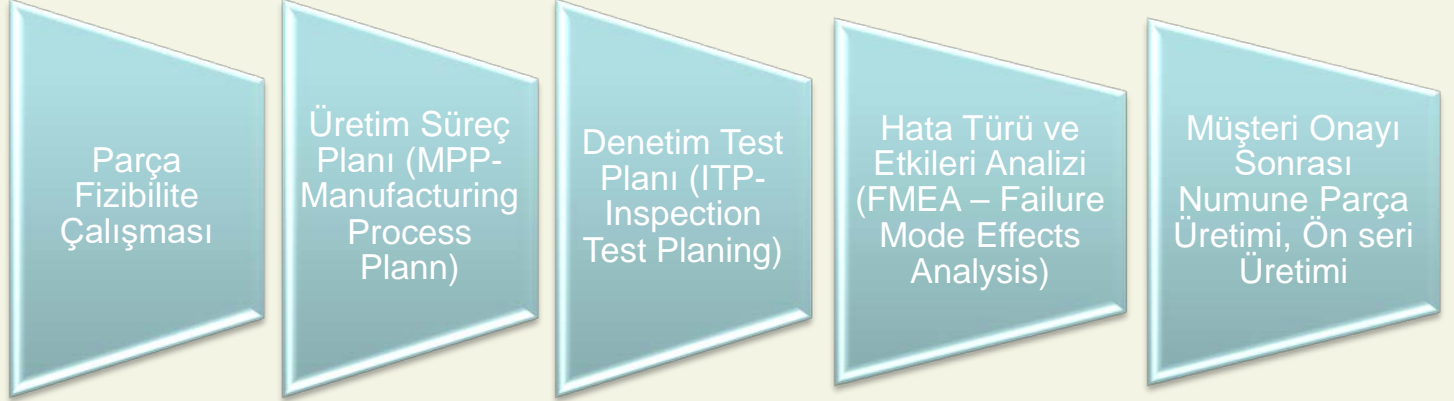 Parça
Fizibilite
Çalışması
Üretim Süreç
Planı (MPP-
Manufacturing
Process
Plann)
Denetim Test
Planı (ITP-
Inspection
Test Planing)
Hata Türü ve
Etkileri Analizi
(FMEA – Failure
Mode Effects
Analysis)
Müşteri Onayı
Sonrası
Numune Parça
Üretimi, Ön seri
Üretimi